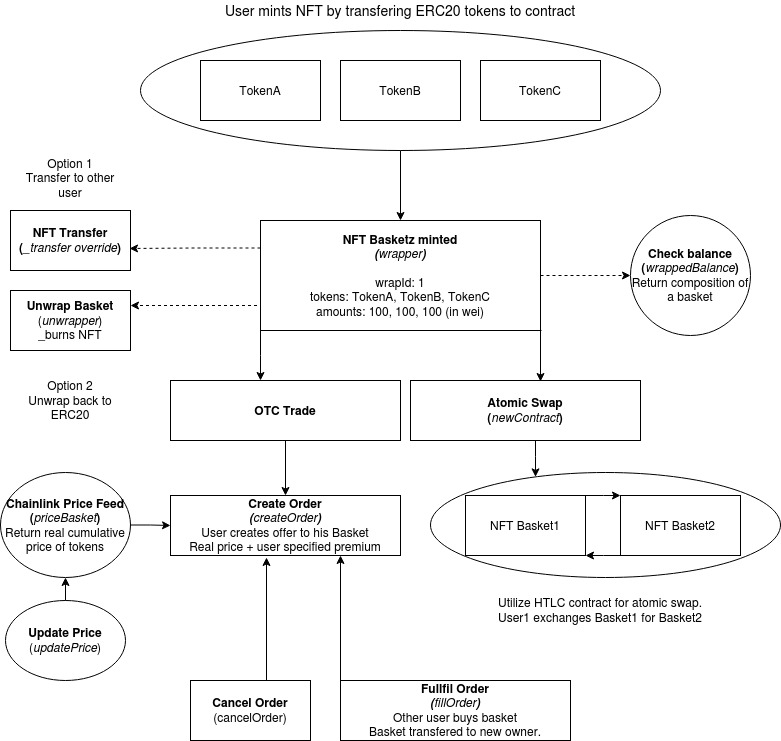 User mints NFT by transfering ERC20 tokens to contract
TokenA
TokenB
TokenC
Option 1
Transfer to other
user
NFT Transfer
(_transfer override)
NFT Basketz minted
(wrapper)
wrapId: 1
tokens: TokenA, TokenB, TokenC
amounts: 100, 100, 100 (in wei)
Check balance
(wrappedBalance)
Return composition of
a basket
Unwrap Basket
(unwrapper)
_burns NFT
Option 2
Unwrap back to
ERC20
OTC Trade
Atomic Swap
(newContract)
Chainlink Price Feed
(priceBasket)
Return real cumulative
price of tokens
Create Order
(createOrder)
User creates offer to his Basket
Real price + user specified premium
NFT Basket1
NFT Basket2
Utilize HTLC contract for atomic swap.
User1 exchanges Basket1 for Basket2
Update Price
(updatePrice)
Cancel Order
(cancelOrder)
Fullfil Order
(fillOrder)
Other user buys basket
Basket transfered to new owner.